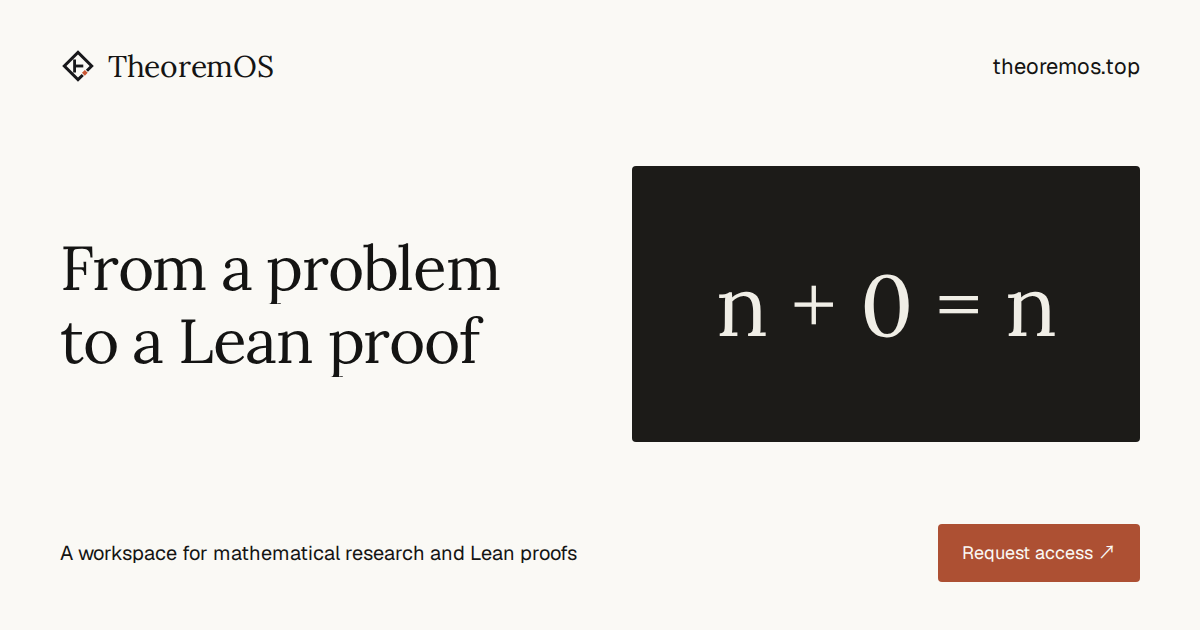 TheoremOS
theoremos.top
From a problem
to a Lean proof
n + 0 = n
A workspace for mathematical research and Lean proofs
Request access ↗